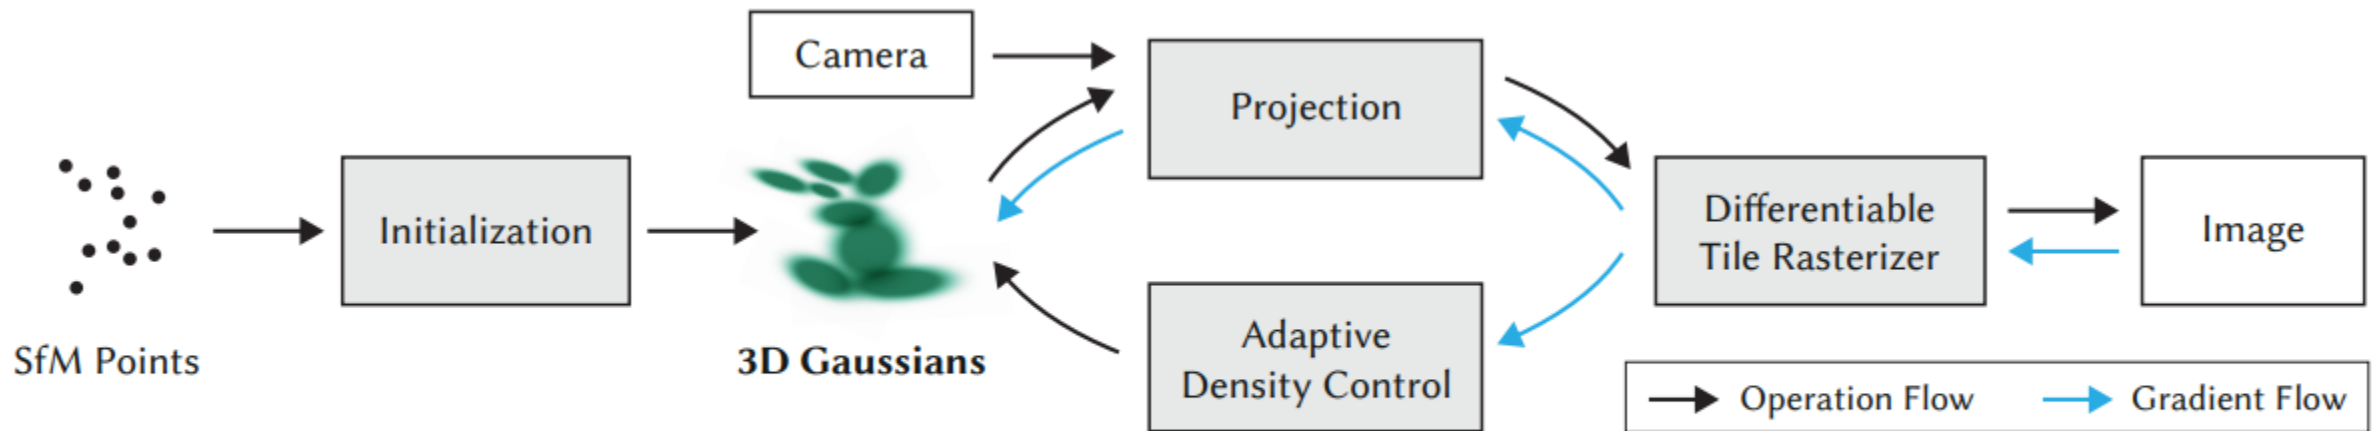 Camera
Projection
Initialization
Differentiable
Tile Rasterizer
Image
SfM Points
3D Gaussians
Adaptive
Density Control
Operation Flow
Gradient Flow